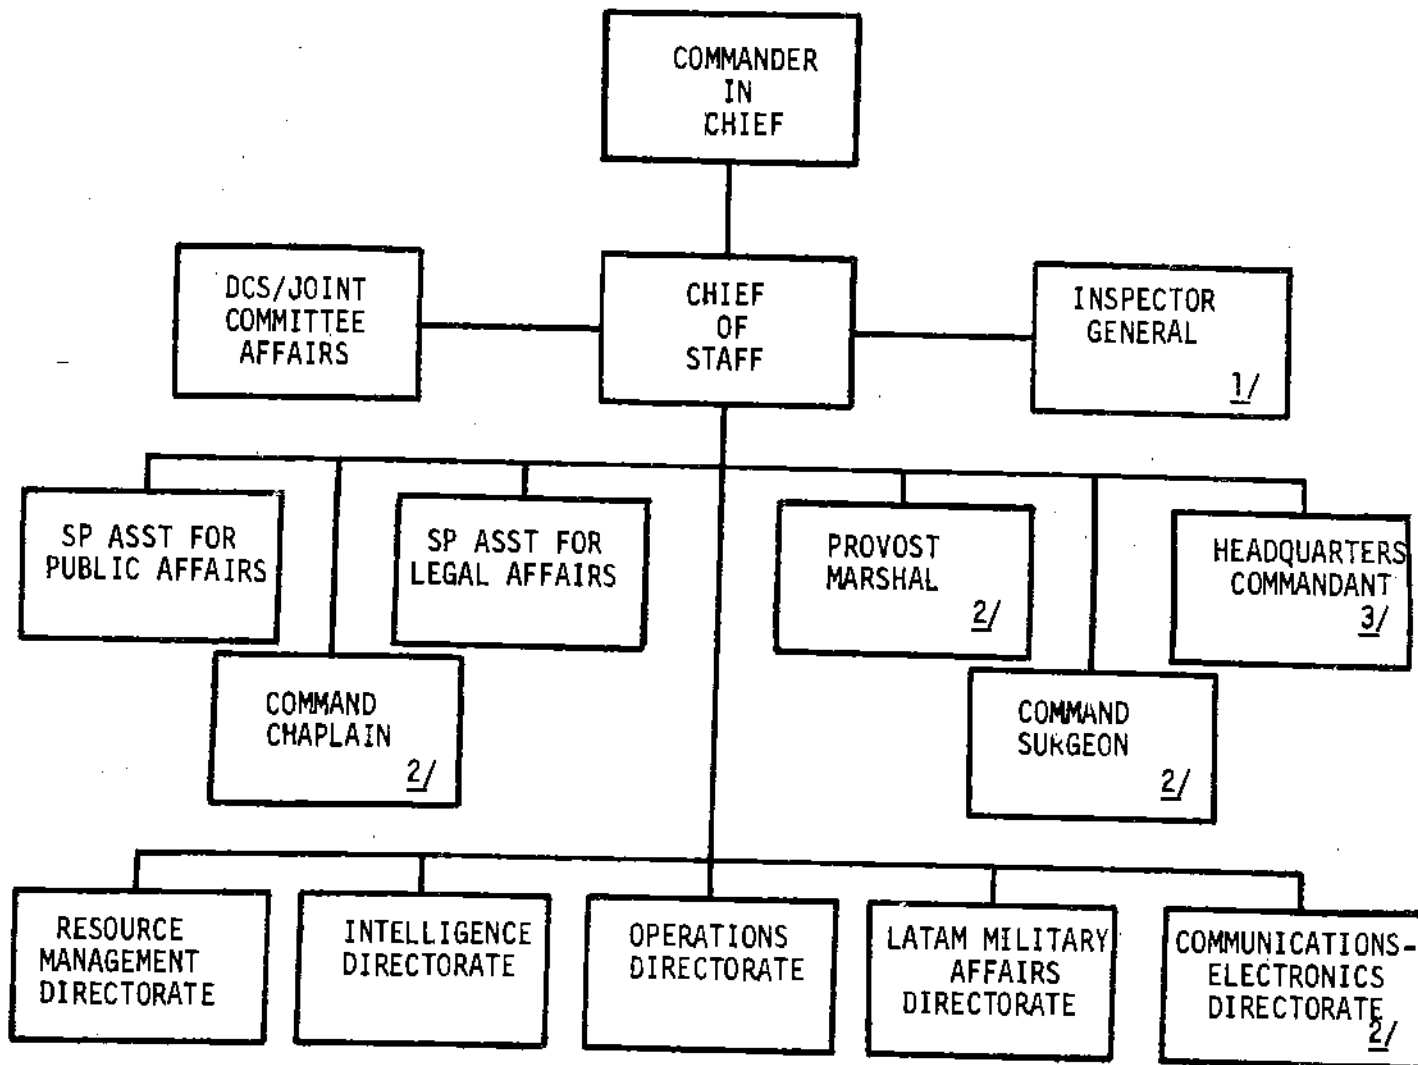 COMMANDER
IN
CHIEF
DCS/JOINT
COMMITTEE
AFFAIRS
CHIEF
OF
STAFF
INSPECTOR
GENERAL
1/
SP ASST FOR
PUBLIC AFFAIRS
SP ASST FOR
LEGAL AFFAIRS
PROVOST
MARSHAL
2/
HEADQUARTERS
COMMANDANT
3/
COMMAND
CHAPLAIN
2/
COMMAND
SURGEON
2/
RESOURCE
MANAGEMENT
DIRECTORATE
INTELLIGENCE
DIRECTORATE
OPERATIONS
DIRECTORATE
LATAM MILITARY
AFFAIRS
DIRECTORATE
COMMUNICATIONS-
ELECTRONICS
DIRECTORATE
2/